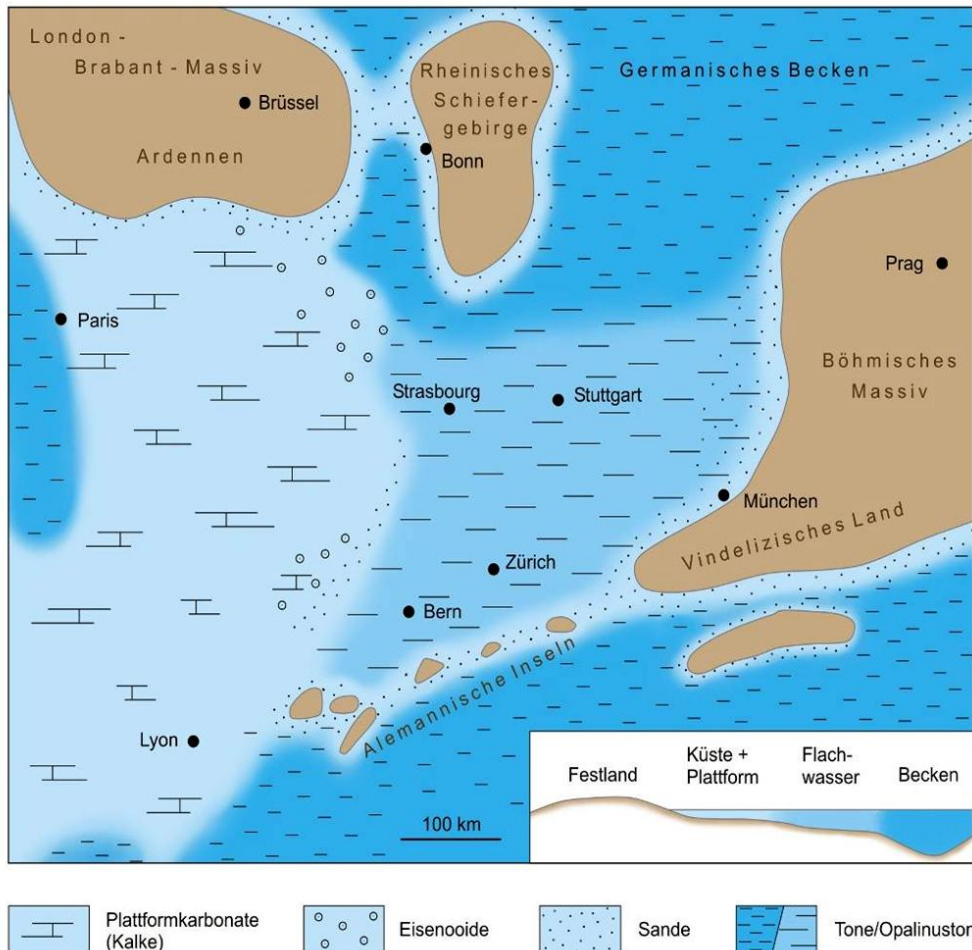 London -
Brabant - Massiv
Brüssel
Ardennen
Rheinisches
Schiefer-
gebirge
Bonn
Germanisches Becken
Prag
Paris
Böhmisches
Massiv
Strasbourg
Stuttgart
München
Vindelizisches Land
Zürich
Bern
Alemannische Inseln
Lyon
100 km
Festland
Küste +
Plattform
Flach-
wasser
Becken
Plattformkarbonate
(Kalke)
Eisenooide
Sande
Tone/Opalinuston